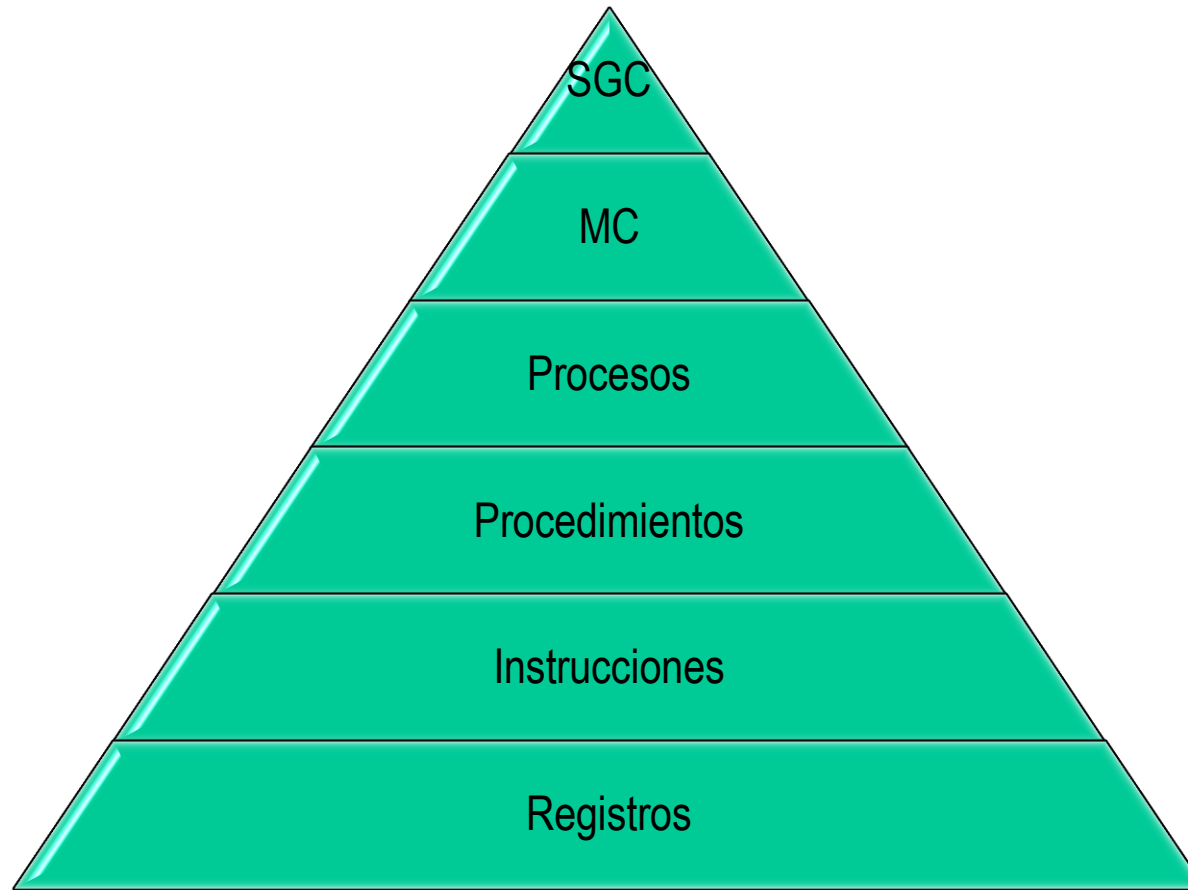 SGC
MC
Procesos
Procedimientos
Instrucciones
Registros